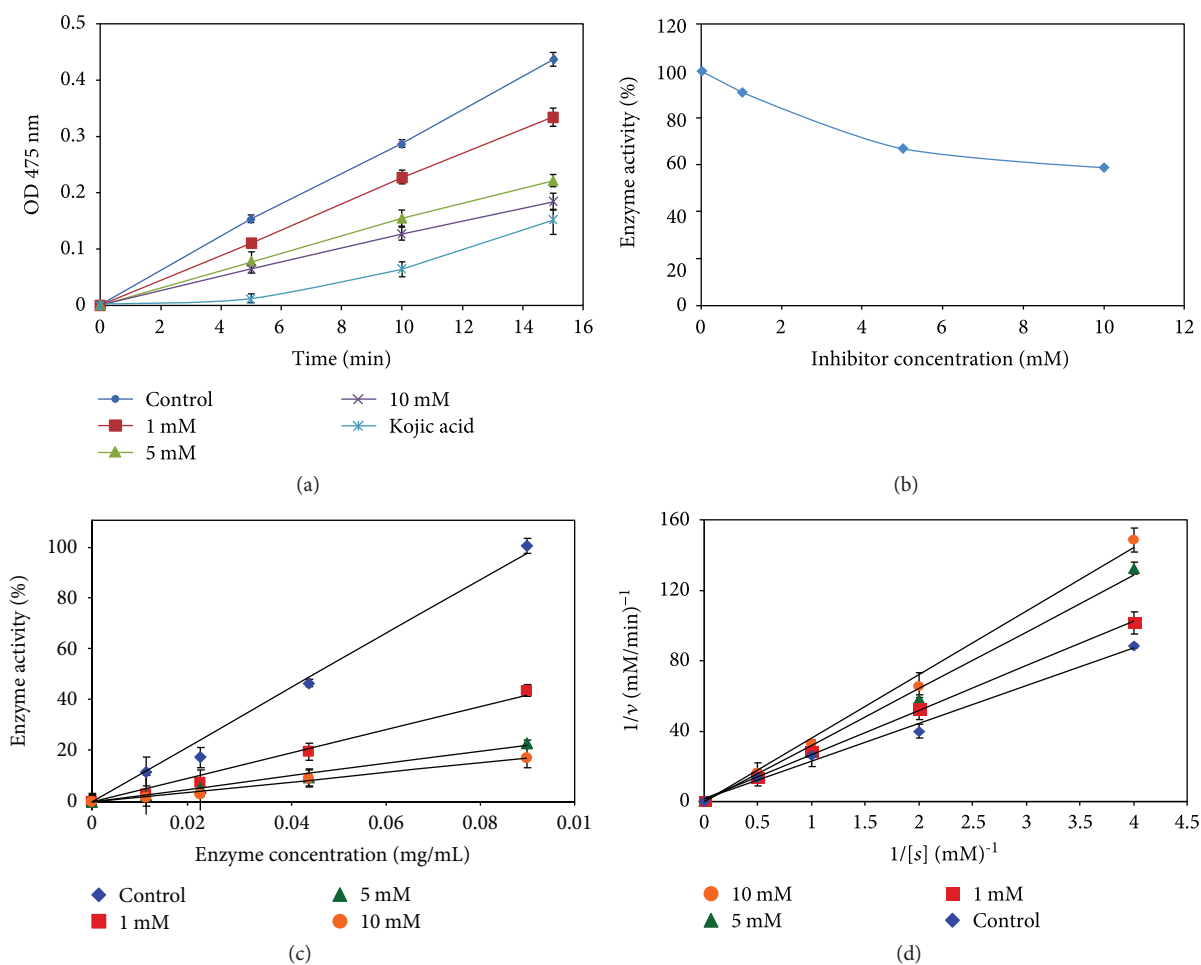 0.5
0.4
0.3
0.2
0.1
0
OD 475 nm
0 2 4 6 8 10 12 14 16
Time (min)
Control
1 mM
5 mM
10 mM
Kojic acid
(a)
120
100
80
60
40
20
0
Enzyme activity (%)
0 2 4 6 8 10 12
Inhibitor concentration (mM)
(b)
100
80
60
40
20
0
Enzyme activity (%)
0 0.02 0.04 0.06 0.08 0.01
Enzyme concentration (mg/mL)
Control
1 mM
5 mM
10 mM
(c)
160
120
80
40
0
1/v (mM/min)⁻¹
0 0.5 1 1.5 2 2.5 3 3.5 4 4.5
1/[s] (mM)⁻¹
10 mM
5 mM
1 mM
Control
(d)